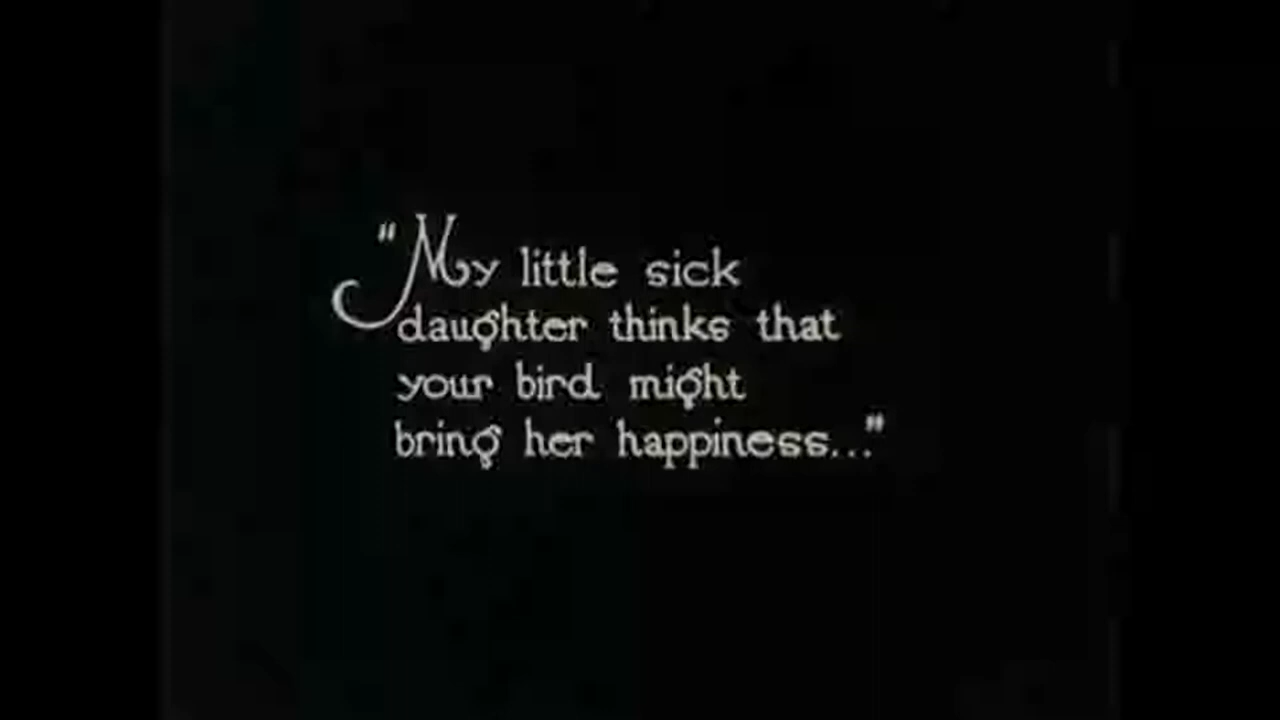 "My little sick
daughter thinks that
your bird might
bring her happiness..."